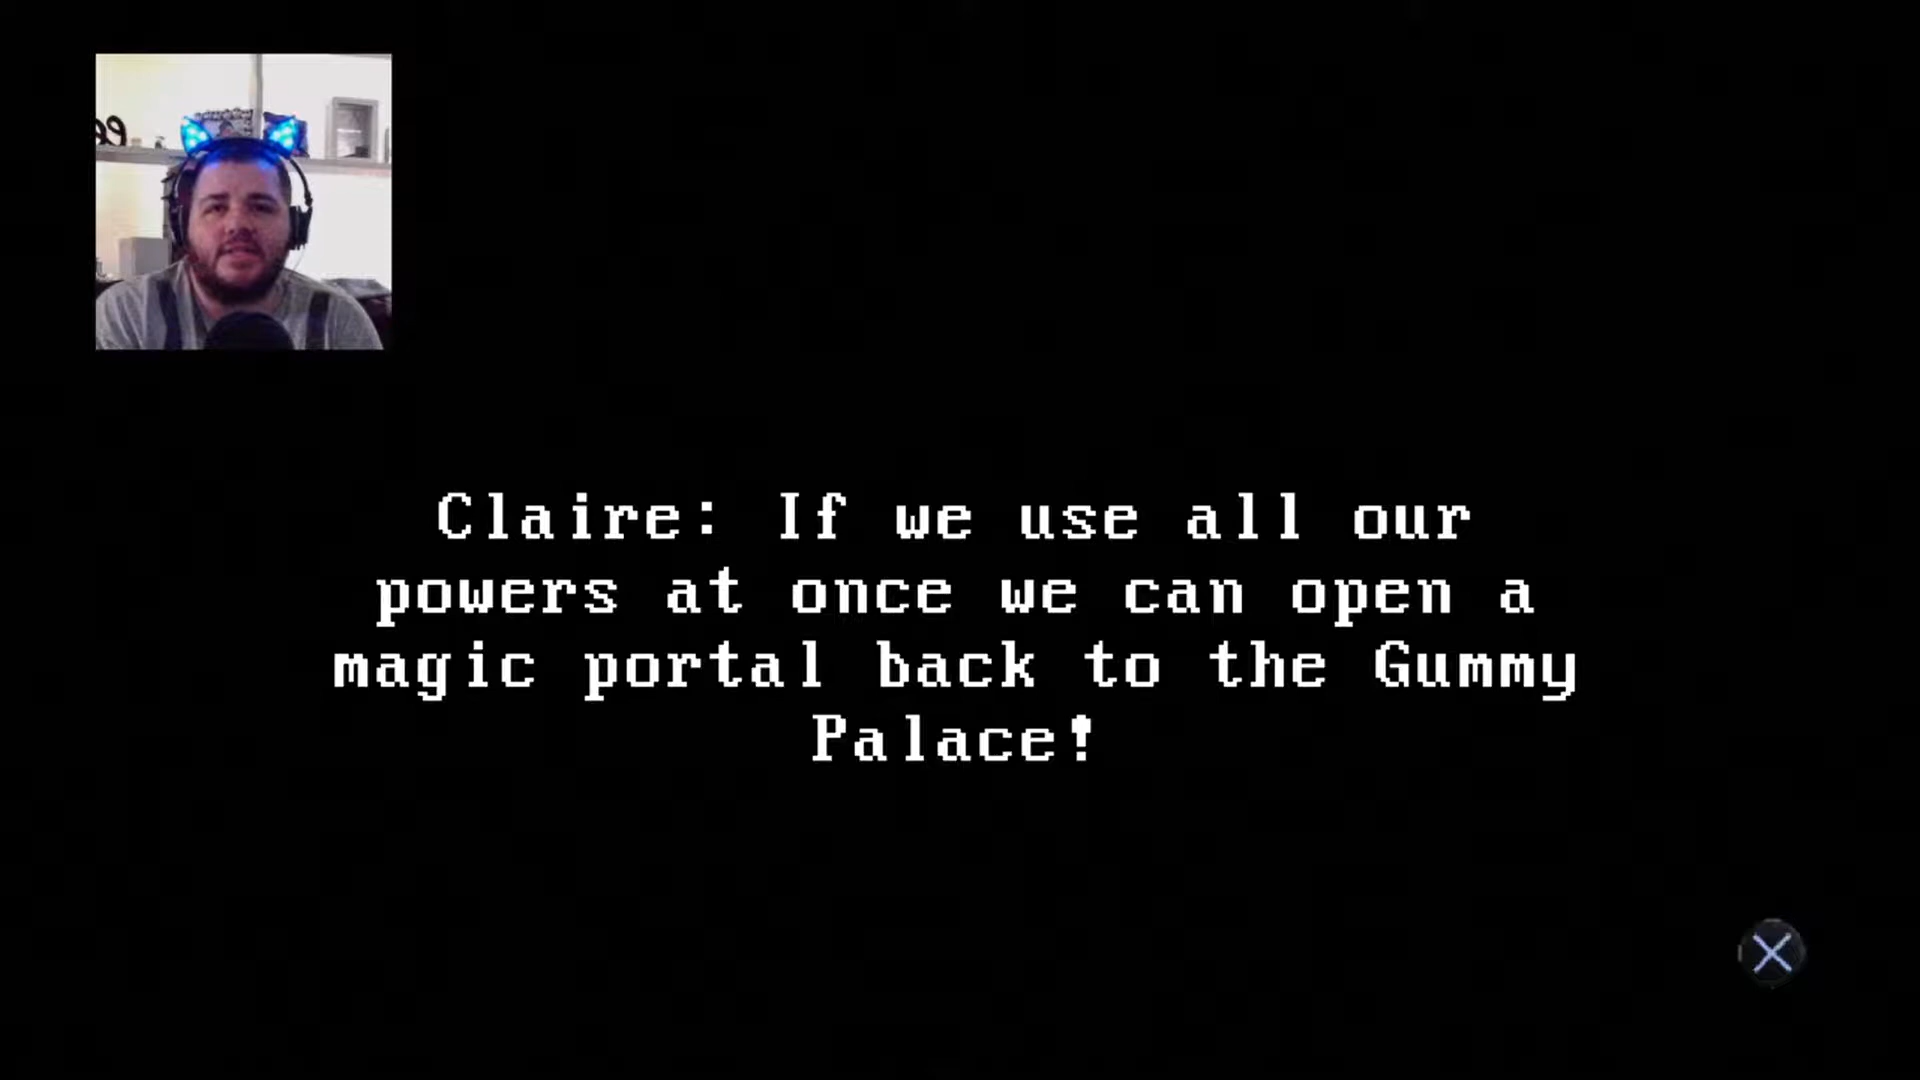 Claire: If we use all our
powers at once we can open a
magic portal back to the Gummy
Palace!